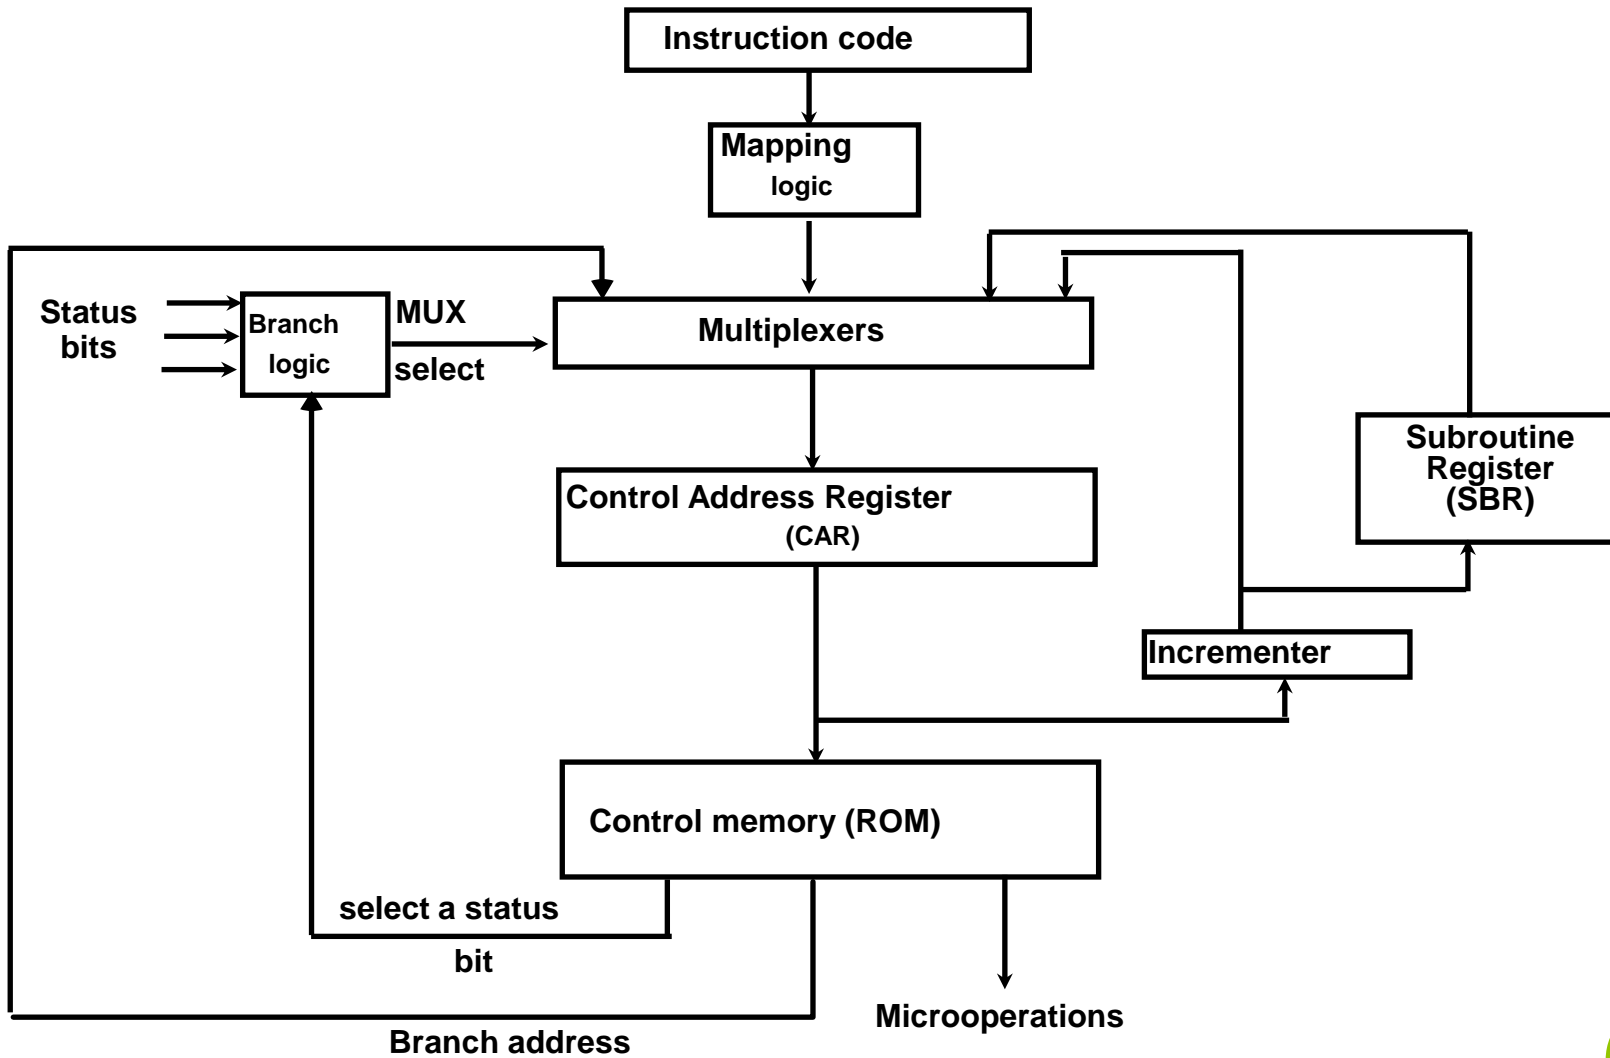 Instruction code
Mapping
logic
Status
bits
Branch
logic
MUX
select
Multiplexers
Subroutine
Register
(SBR)
Control Address Register
(CAR)
Incrementer
Control memory (ROM)
select a status
bit
Microoperations
Branch address